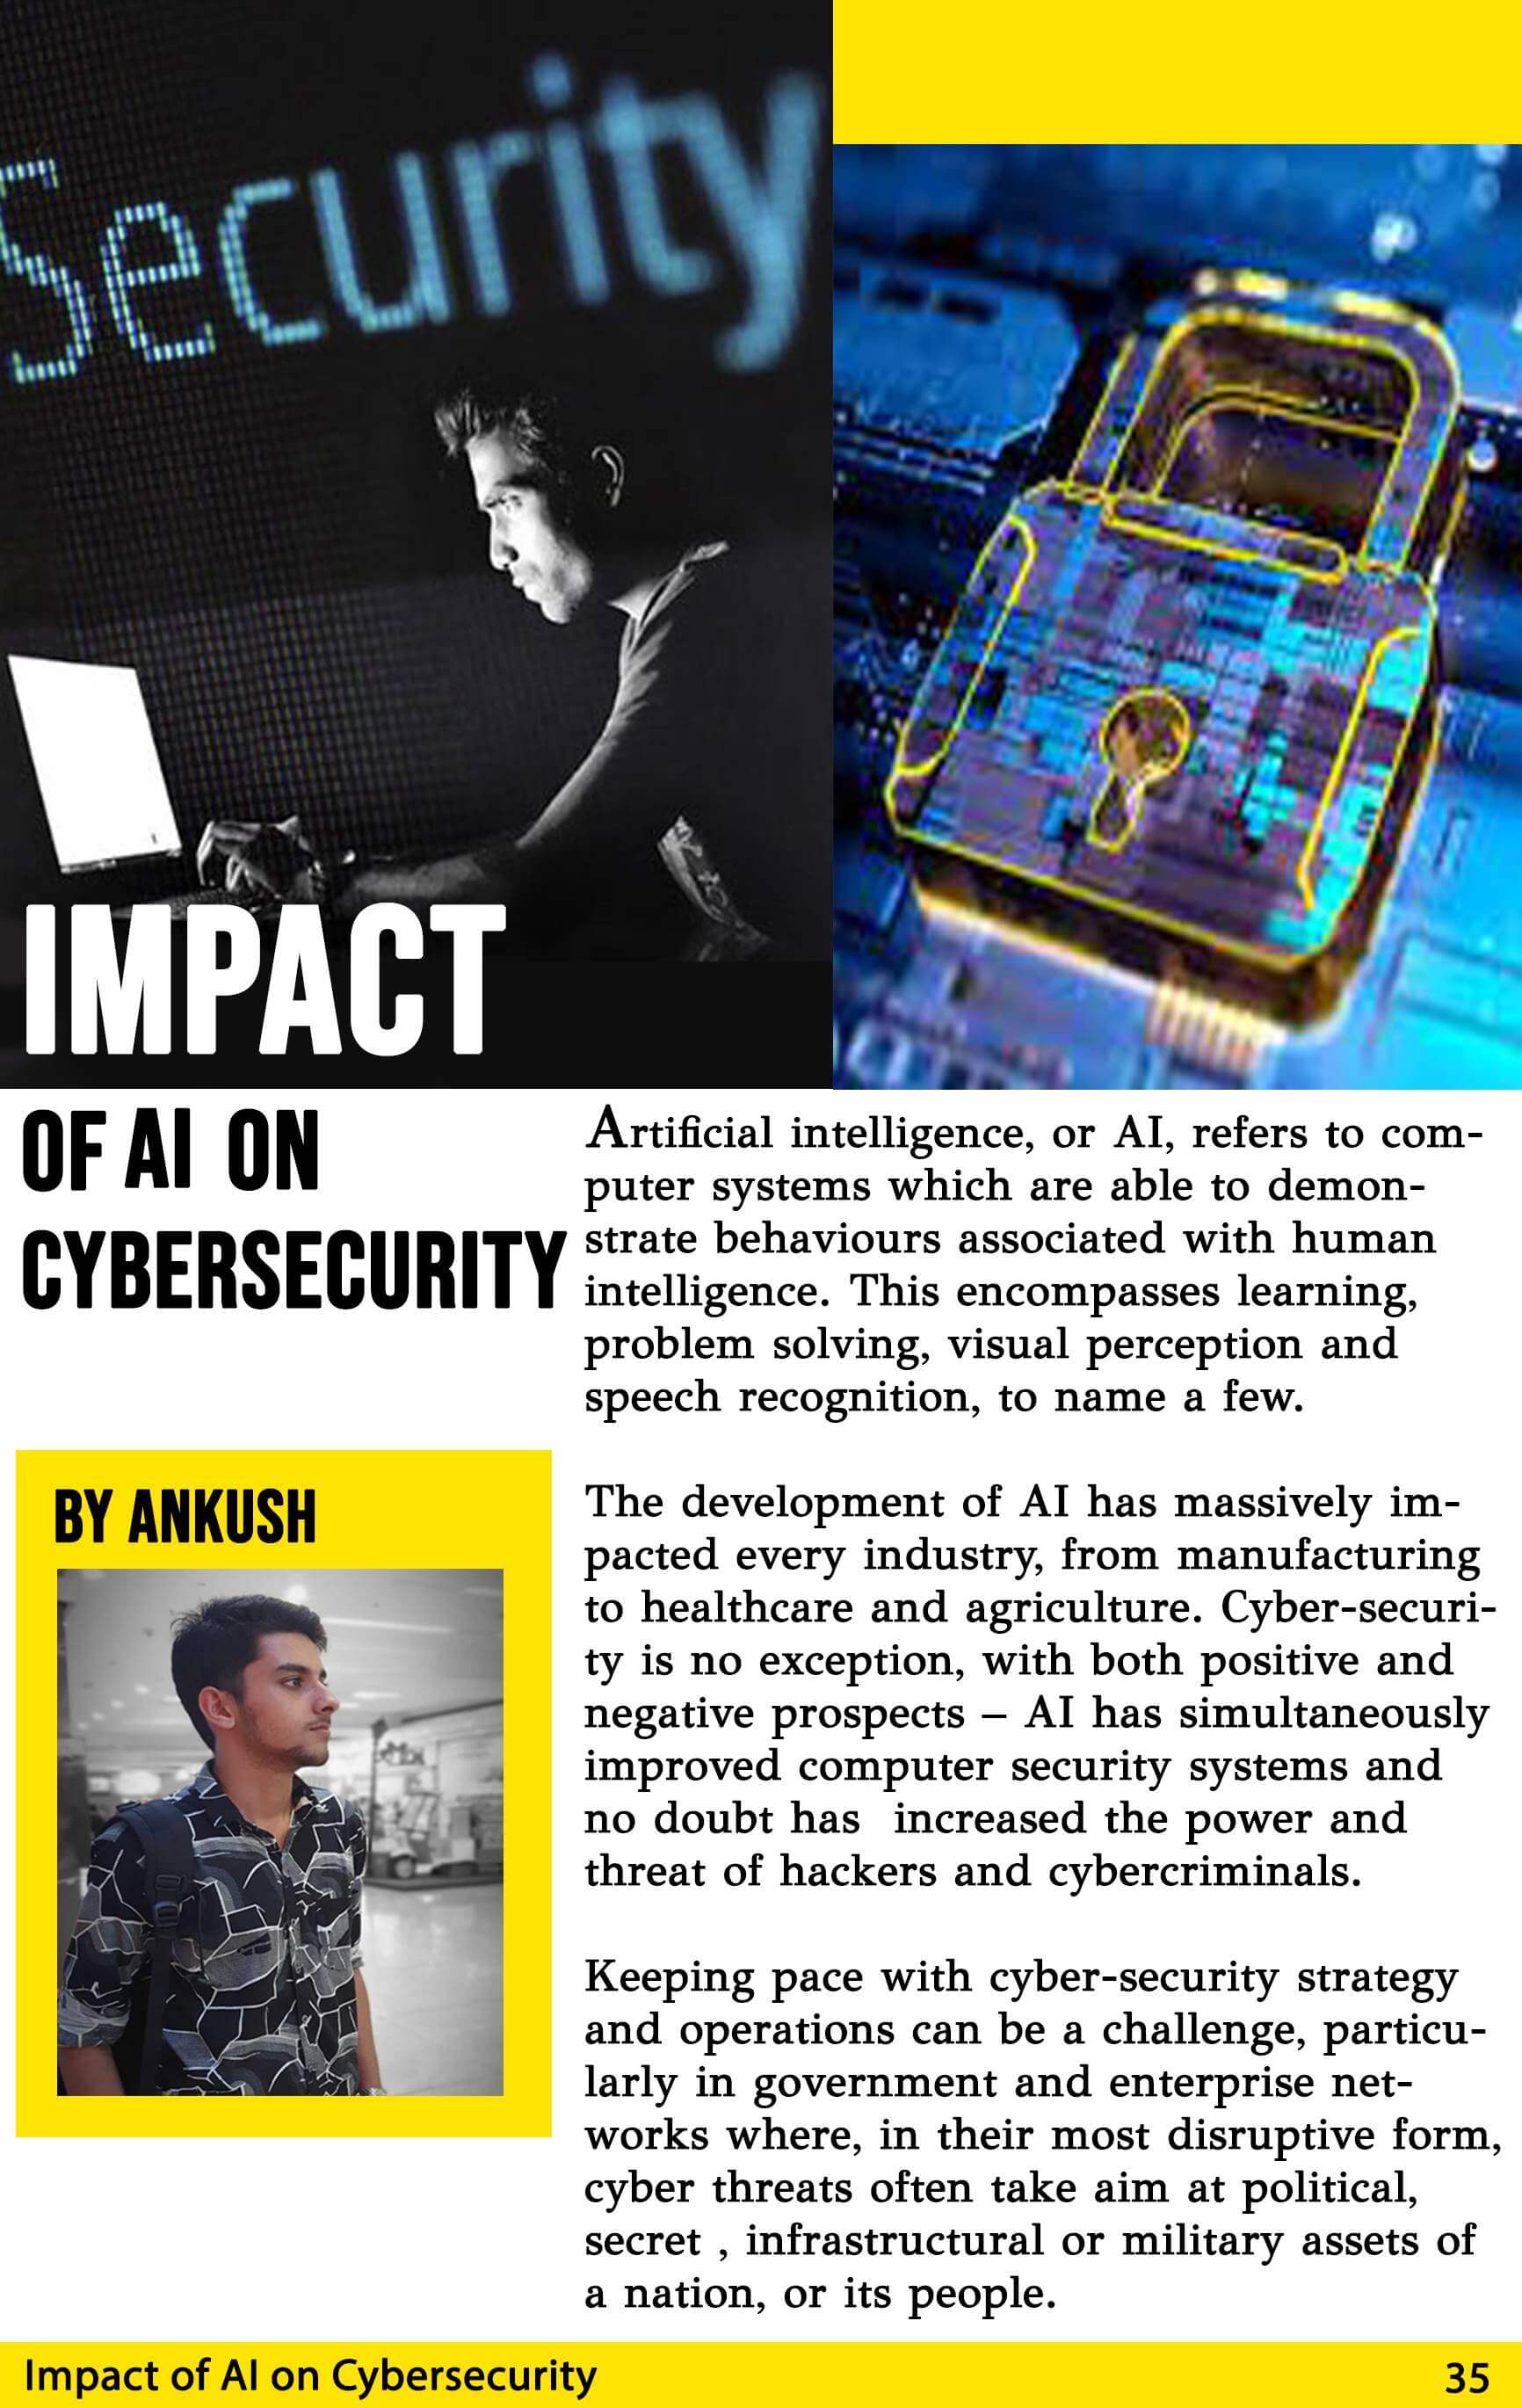 Security
IMPACT
OF AI ON
CYBERSECURITY
BY ANKUSH
Artificial intelligence, or AI, refers to com-
puter systems which are able to demon-
strate behaviours associated with human
intelligence. This encompasses learning,
problem solving, visual perception and
speech recognition, to name a few.
The development of AI has massively im-
pacted every industry, from manufacturing
to healthcare and agriculture. Cyber-securi-
ty is no exception, with both positive and
negative prospects – AI has simultaneously
improved computer security systems and
no doubt has  increased the power and
threat of hackers and cybercriminals.
Keeping pace with cyber-security strategy
and operations can be a challenge, particu-
larly in government and enterprise net-
works where, in their most disruptive form,
cyber threats often take aim at political,
secret , infrastructural or military assets of
a nation, or its people.
Impact of AI on Cybersecurity
35